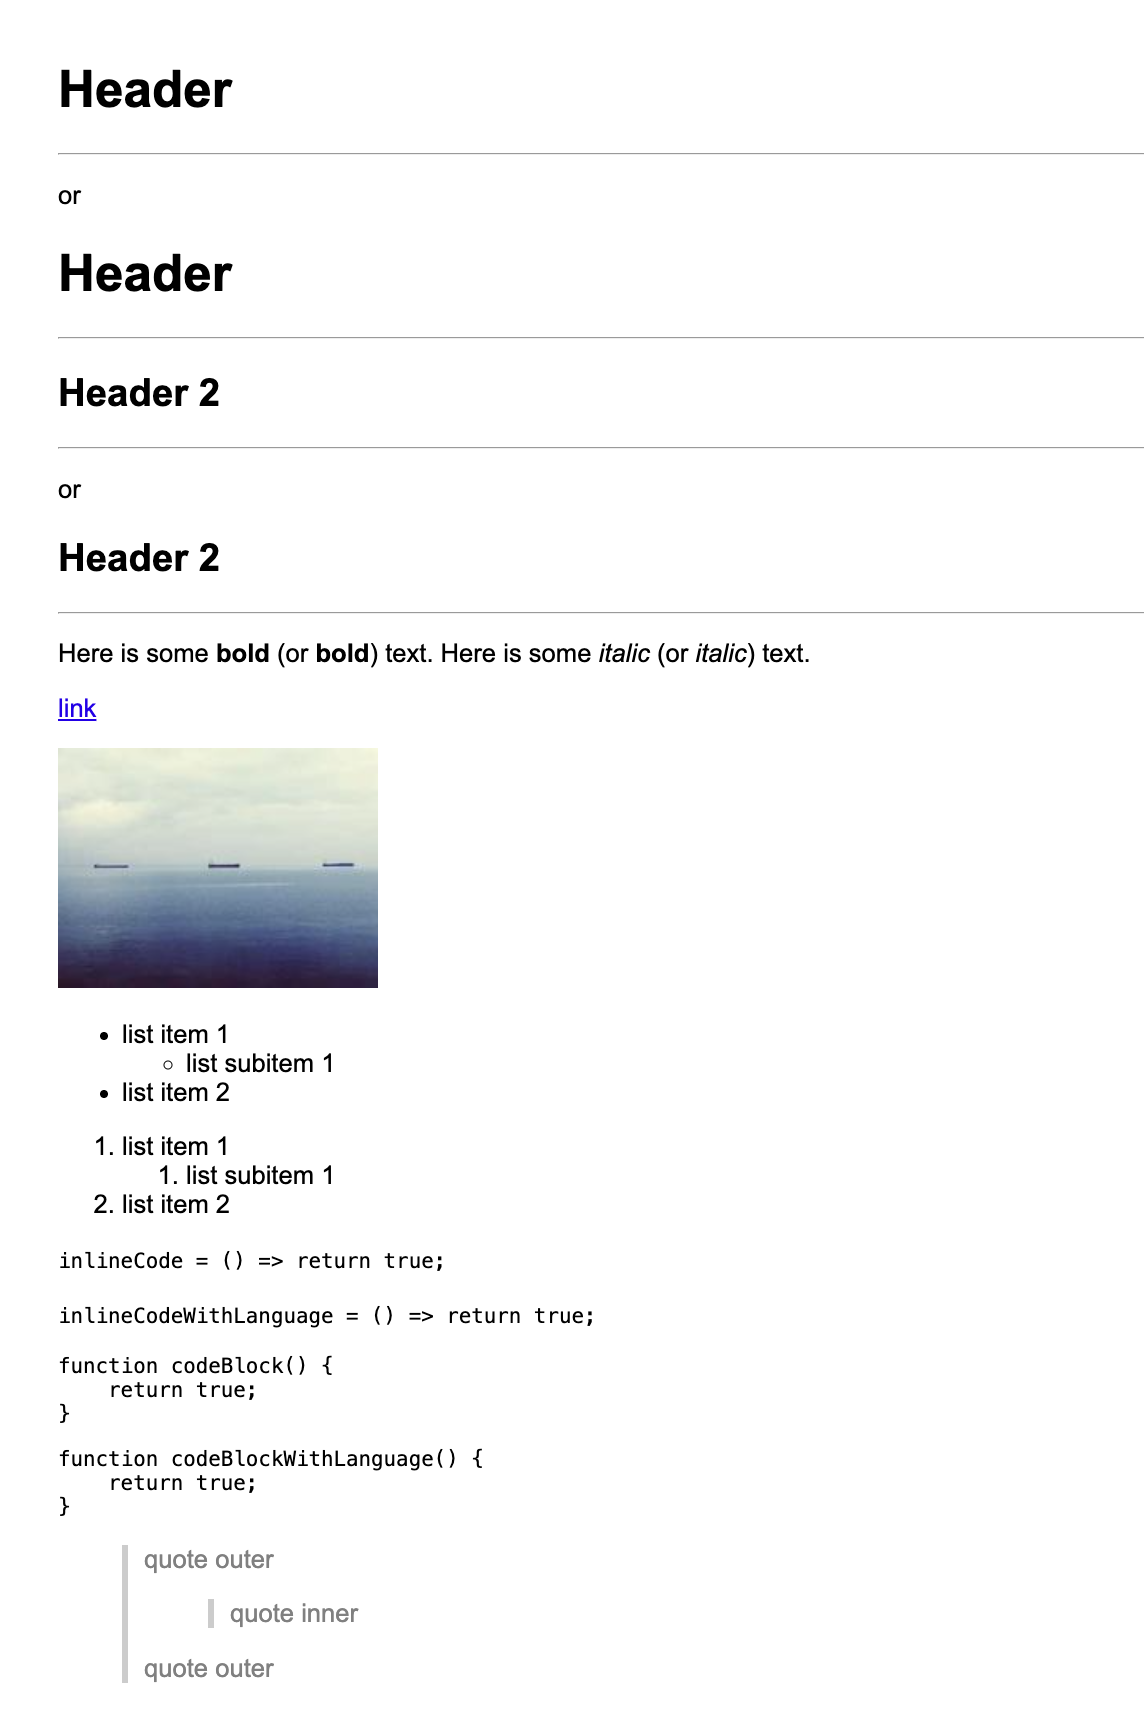 Header
or
Header
Header 2
or
Header 2
Here is some bold (or bold) text. Here is some italic (or italic) text.
link
• list item 1
◦ list subitem 1
• list item 2
1. list item 1
1. list subitem 1
2. list item 2
inlineCode = () => return true;
inlineCodeWithLanguage = () => return true;
function codeBlock() {
    return true;
}
function codeBlockWithLanguage() {
    return true;
}
quote outer
quote inner
quote outer